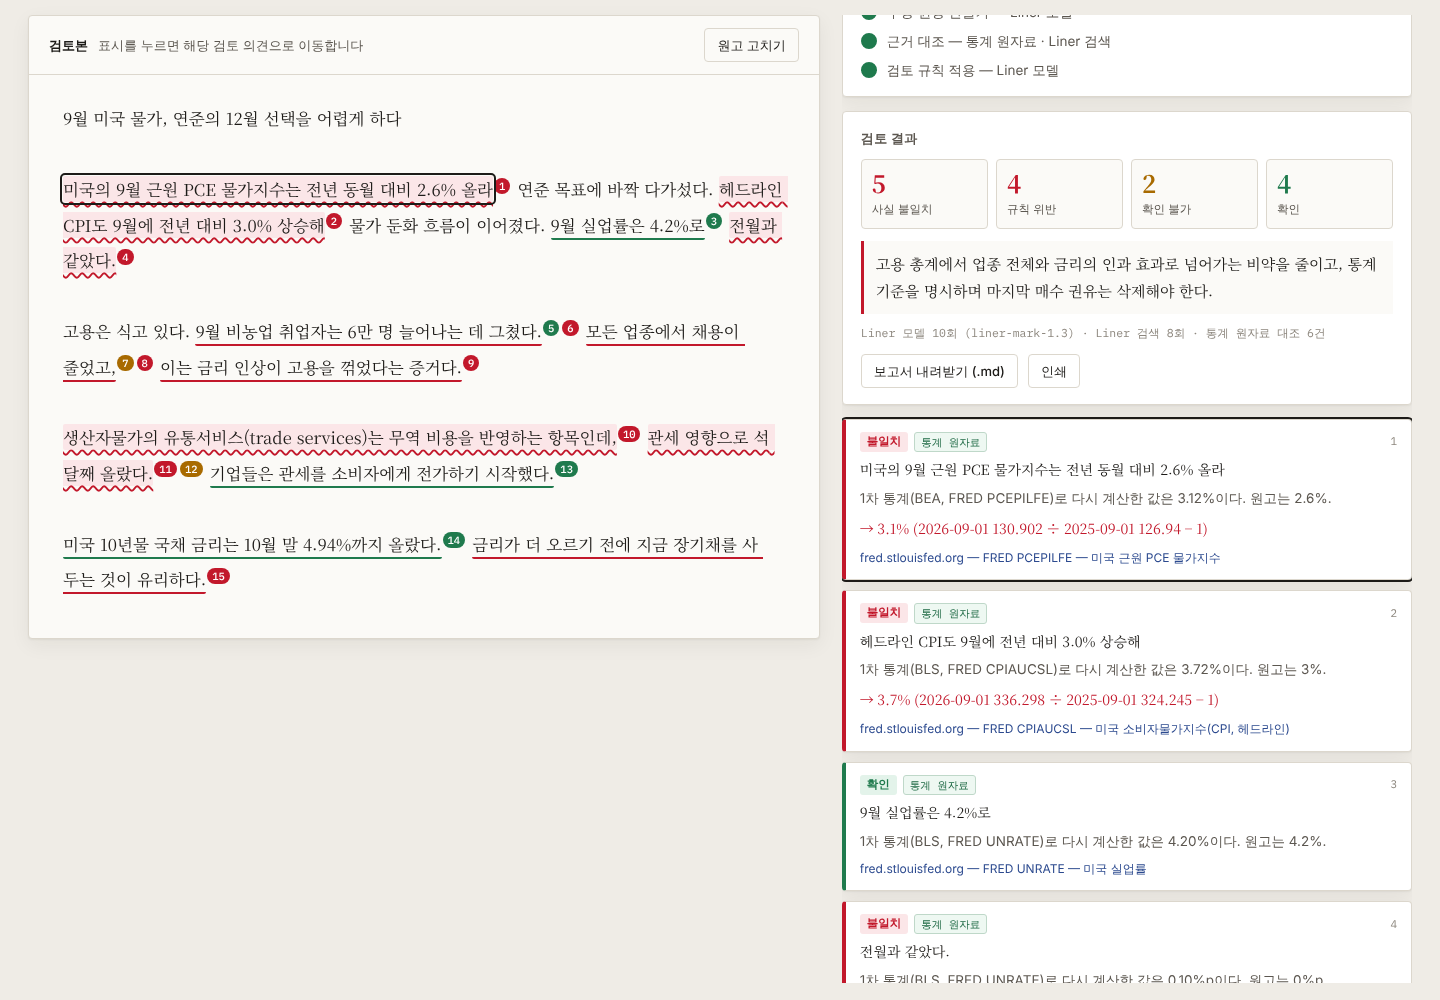 검토본 표시를 누르면 해당 검토 의견으로 이동합니다
원고 고치기
9월 미국 물가, 연준의 12월 선택을 어렵게 하다
미국의 9월 근원 PCE 물가지수는 전년 동월 대비 2.6% 올라 1 연준 목표에 바짝 다가섰다. 헤드라인
CPI도 9월에 전년 대비 3.0% 상승해 2 물가 둔화 흐름이 이어졌다. 9월 실업률은 4.2%로 3 전월과
같았다. 4
고용은 식고 있다. 9월 비농업 취업자는 6만 명 늘어나는 데 그쳤다. 5 6 모든 업종에서 채용이
줄었고, 7 8 이는 금리 인상이 고용을 꺾었다는 증거다. 9
생산자물가의 유통서비스(trade services)는 무역 비용을 반영하는 항목인데, 10 관세 영향으로 석
달째 올랐다. 11 12 기업들은 관세를 소비자에게 전가하기 시작했다. 13
미국 10년물 국채 금리는 10월 말 4.94%까지 올랐다. 14 금리가 더 오르기 전에 지금 장기채를 사
두는 것이 유리하다. 15
근거 대조 — 통계 원자료 · Liner 검색
검토 규칙 적용 — Liner 모델
검토 결과
5 4 2 4
사실 불일치 규칙 위반 확인 불가 확인
고용 총계에서 업종 전체와 금리의 인과 효과로 넘어가는 비약을 줄이고, 통계
기준을 명시하며 마지막 매수 권유는 삭제해야 한다.
Liner 모델 10회 (liner-mark-1.3) · Liner 검색 8회 · 통계 원자료 대조 6건
보고서 내려받기 (.md) 인쇄
불일치 통계 원자료 1
미국의 9월 근원 PCE 물가지수는 전년 동월 대비 2.6% 올라
1차 통계(BEA, FRED PCEPILFE)로 다시 계산한 값은 3.12%이다. 원고는 2.6%.
→ 3.1% (2026-09-01 130.902 ÷ 2025-09-01 126.94 − 1)
fred.stlouisfed.org — FRED PCEPILFE — 미국 근원 PCE 물가지수
불일치 통계 원자료 2
헤드라인 CPI도 9월에 전년 대비 3.0% 상승해
1차 통계(BLS, FRED CPIAUCSL)로 다시 계산한 값은 3.72%이다. 원고는 3%.
→ 3.7% (2026-09-01 336.298 ÷ 2025-09-01 324.245 − 1)
fred.stlouisfed.org — FRED CPIAUCSL — 미국 소비자물가지수(CPI, 헤드라인)
확인 통계 원자료 3
9월 실업률은 4.2%로
1차 통계(BLS, FRED UNRATE)로 다시 계산한 값은 4.20%이다. 원고는 4.2%.
fred.stlouisfed.org — FRED UNRATE — 미국 실업률
불일치 통계 원자료 4
전월과 같았다.
1차 통계(BLS, FRED UNRATE)로 다시 계산한 값은 0.10%p이다. 원고는 0%p.